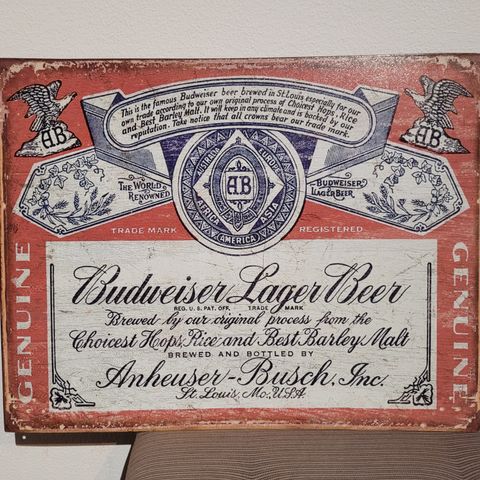 This is the famous Budweiser beer brewed in St. Louis especially for our
own trade according to our own original process of Choicest Hops, Rice
and Best Barley Malt. It will keep in any climate and is backed by our
reputation. Take notice that all crowns bear our trade mark.
AB
AB
AB
AFRICA
AMERICA
ASIA
THE WORLD
RENOWNED
BUDWEISER
LAGER BEER
TRADE MARK
REGISTERED
GENUINE
GENUINE
Budweiser Lager Beer
REG. U.S. PAT. OFF. TRADE MARK
Brewed by our original process from the
Choicest Hops, Rice and Best Barley Malt
BREWED AND BOTTLED BY
Anheuser-Busch, Inc.
St. Louis, Mo., U.S.A